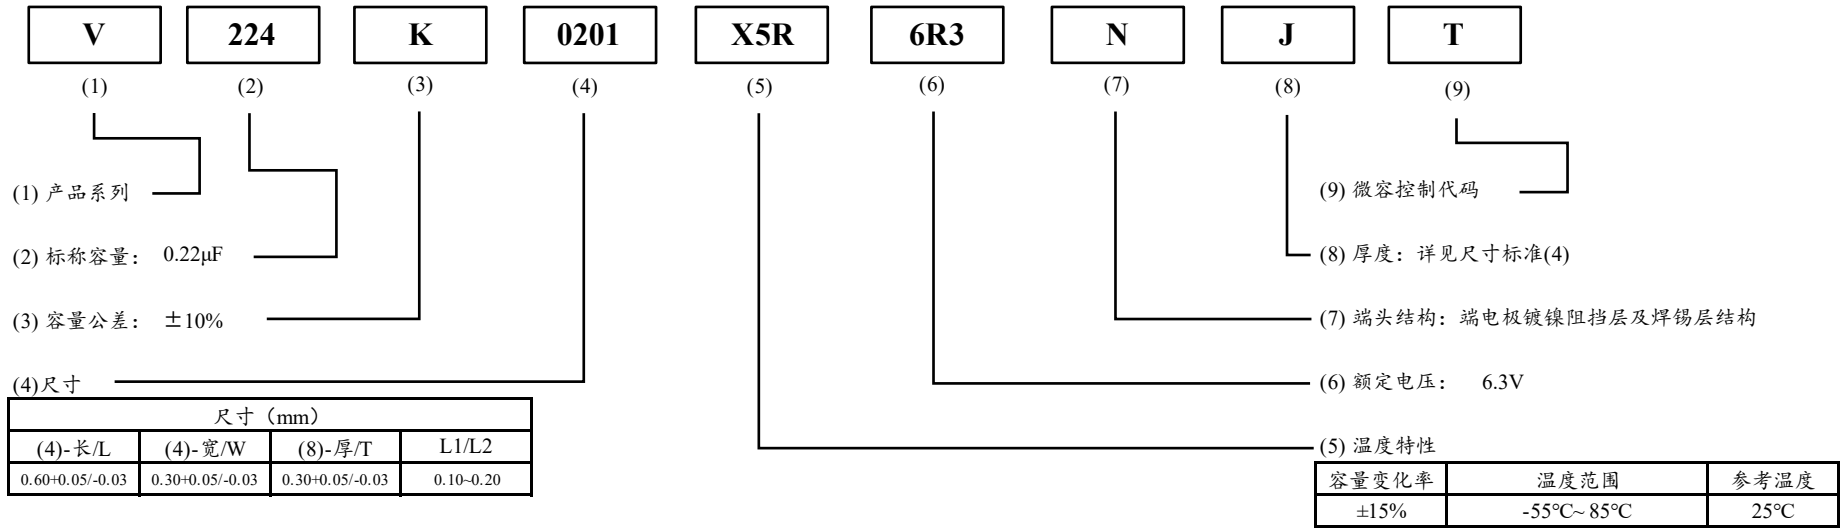 V 224 K 0201 X5R 6R3 N J T
(1) (2) (3) (4) (5) (6) (7) (8) (9)
(1) 产品系列
(2) 标称容量： 0.22μF
(3) 容量公差： ±10%
(4)尺寸
尺寸（mm）
(4)-长/L (4)-宽/W (8)-厚/T L1/L2
0.60+0.05/-0.03 0.30+0.05/-0.03 0.30+0.05/-0.03 0.10~0.20
(9) 微容控制代码
(8) 厚度：详见尺寸标准(4)
(7) 端头结构：端电极镀镍阻挡层及焊锡层结构
(6) 额定电压： 6.3V
(5) 温度特性
容量变化率 温度范围 参考温度
±15% -55℃~ 85℃ 25℃